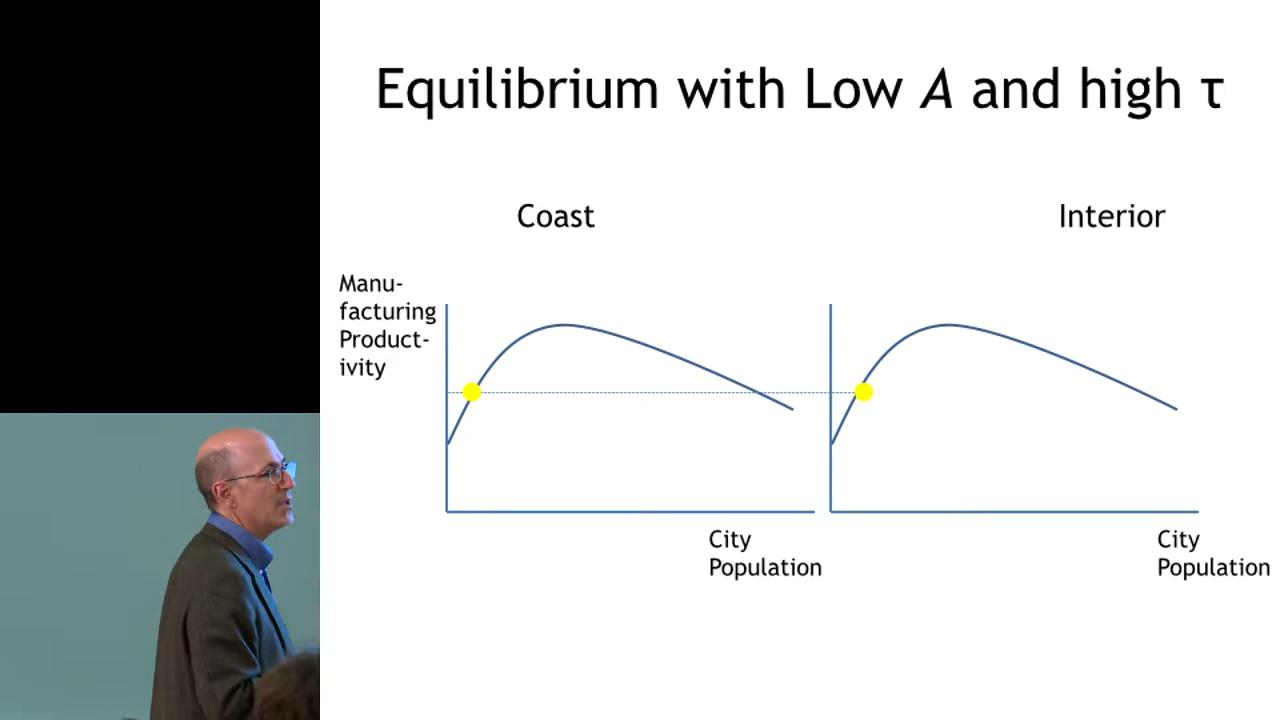 Equilibrium with Low A and high τ
Coast
Interior
Manu-
facturing
Product-
ivity
City
Population
City
Population